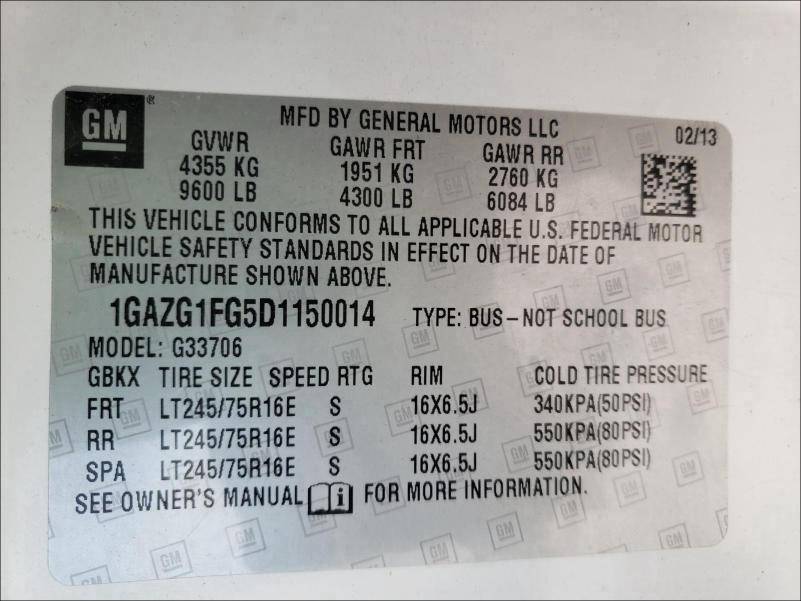 GM ®
MFD BY GENERAL MOTORS LLC
02/13
GVWR GAWR FRT GAWR RR
4355 KG 1951 KG 2760 KG
9600 LB 4300 LB 6084 LB
THIS VEHICLE CONFORMS TO ALL APPLICABLE U.S. FEDERAL MOTOR
VEHICLE SAFETY STANDARDS IN EFFECT ON THE DATE OF
MANUFACTURE SHOWN ABOVE.
1GAZG1FG5D1150014 TYPE: BUS – NOT SCHOOL BUS
MODEL: G33706
GBKX TIRE SIZE SPEED RTG RIM COLD TIRE PRESSURE
FRT LT245/75R16E S 16X6.5J 340KPA(50PSI)
RR LT245/75R16E S 16X6.5J 550KPA(80PSI)
SPA LT245/75R16E S 16X6.5J 550KPA(80PSI)
SEE OWNER'S MANUAL i FOR MORE INFORMATION.